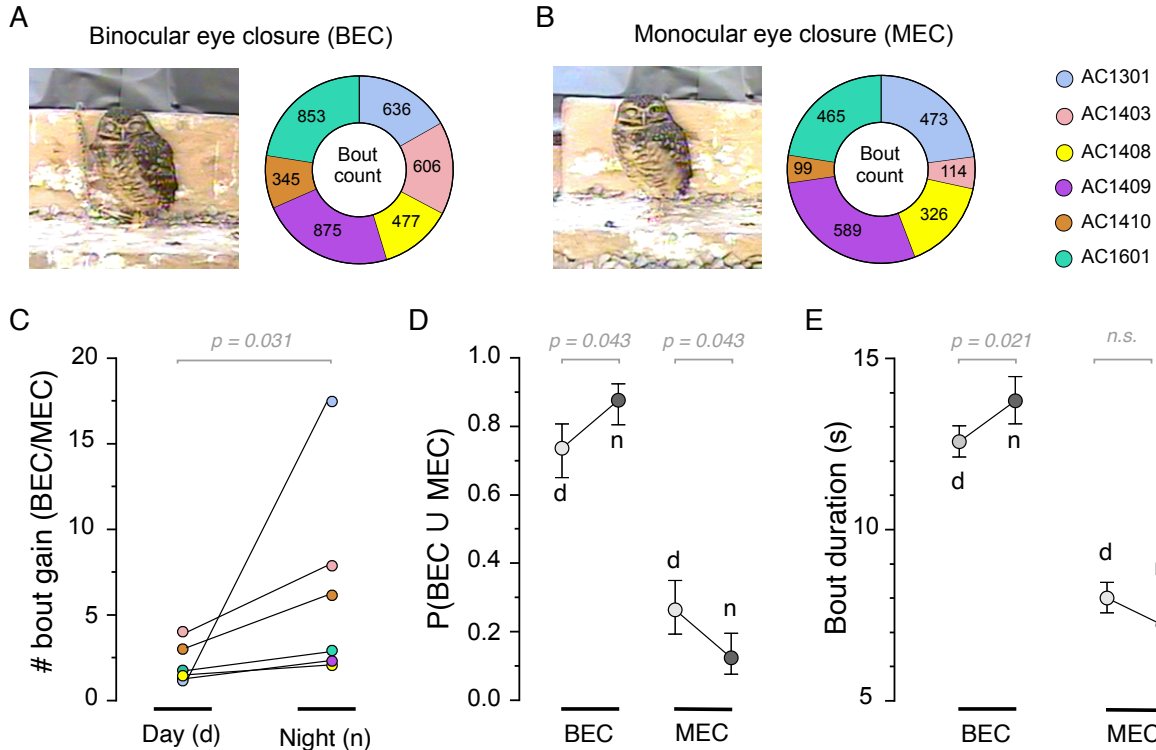 A
Binocular eye closure (BEC)
853
636
606
477
875
345
Bout
count
B
Monocular eye closure (MEC)
465
473
114
326
589
99
Bout
count
AC1301
AC1403
AC1408
AC1409
AC1410
AC1601
C
p = 0.031
# bout gain (BEC/MEC)
20
15
10
5
0
Day (d)
Night (n)
D
p = 0.043
p = 0.043
P(BEC U MEC)
1.0
0.8
0.6
0.4
0.2
0
d
n
d
n
BEC
MEC
E
p = 0.021
n.s.
Bout duration (s)
15
10
5
d
n
d
BEC
MEC